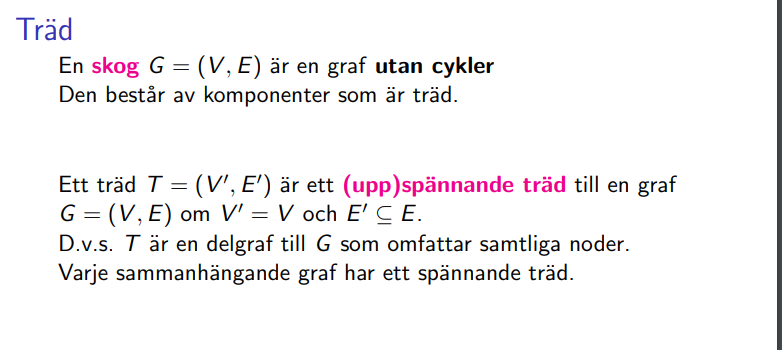 Träd
En skog G = (V, E) är en graf utan cykler
Den består av komponenter som är träd.
Ett träd T = (V′, E′) är ett (upp)spännande träd till en graf
G = (V, E) om V′ = V och E′ ⊆ E.
D.v.s. T är en delgraf till G som omfattar samtliga noder.
Varje sammanhängande graf har ett spännande träd.